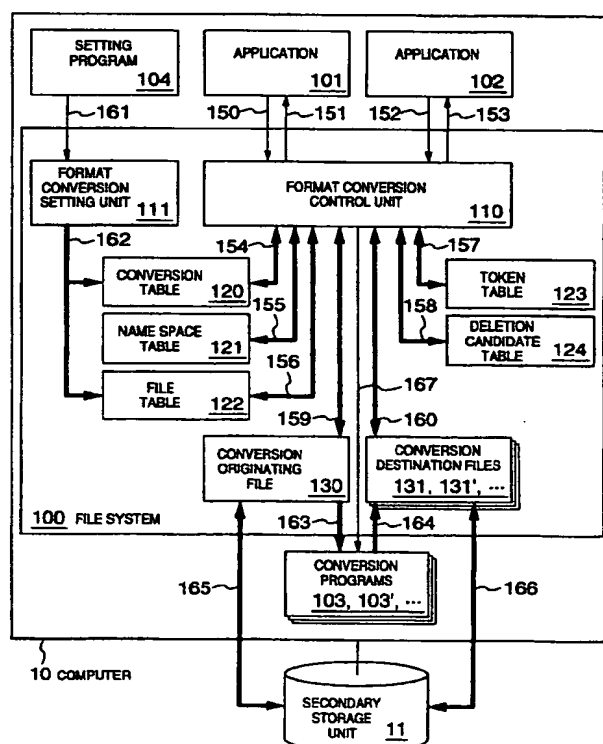 SETTING
PROGRAM
104
APPLICATION
101
APPLICATION
102
161
150
151
152
153
FORMAT
CONVERSION
SETTING UNIT
111
FORMAT CONVERSION
CONTROL UNIT
110
162
154
157
CONVERSION
TABLE
120
TOKEN
TABLE
123
155
158
NAME SPACE
TABLE
121
DELETION
CANDIDATE
TABLE
124
156
FILE
TABLE
122
167
159
160
CONVERSION
ORIGINATING
FILE
130
CONVERSION
DESTINATION FILES
131, 131', ...
100 FILE SYSTEM
163
164
165
CONVERSION
PROGRAMS
103, 103', ...
166
10 COMPUTER
SECONDARY
STORAGE
UNIT
11